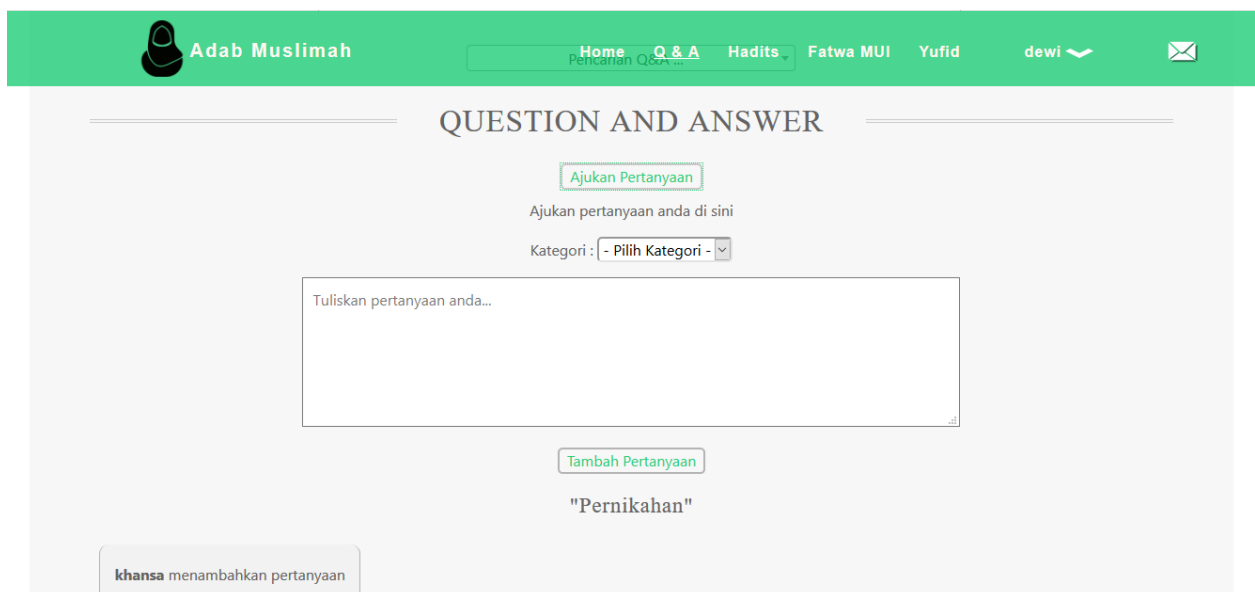 Adab Muslimah
Home Q & A Hadits Fatwa MUI Yufid dewi
Pencarian Q&A ...
QUESTION AND ANSWER
Ajukan Pertanyaan
Ajukan pertanyaan anda di sini
Kategori : - Pilih Kategori -
Tuliskan pertanyaan anda...
Tambah Pertanyaan
"Pernikahan"
khansa menambahkan pertanyaan